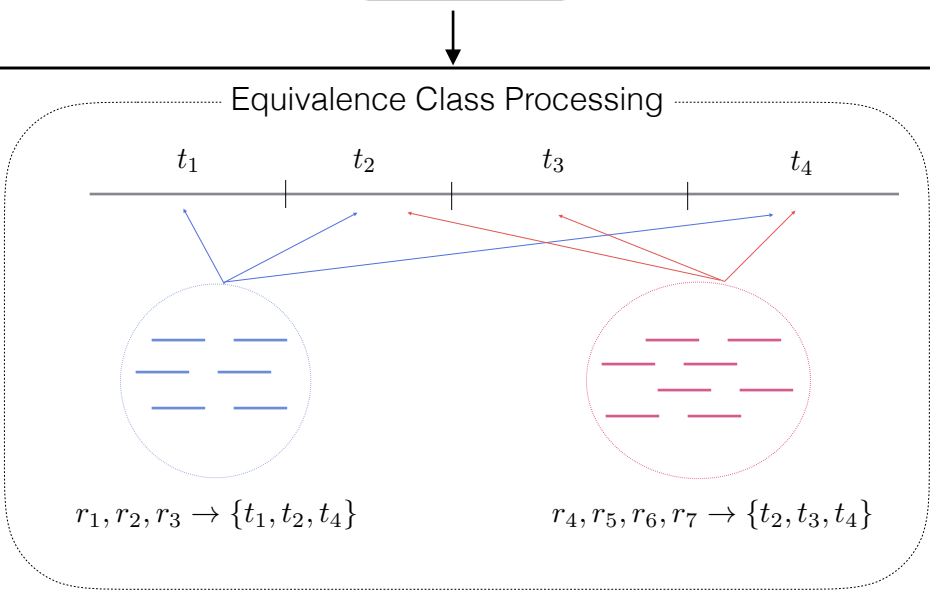 Equivalence Class Processing
t₁ t₂ t₃ t₄
r₁, r₂, r₃ → {t₁, t₂, t₄}
r₄, r₅, r₆, r₇ → {t₂, t₃, t₄}